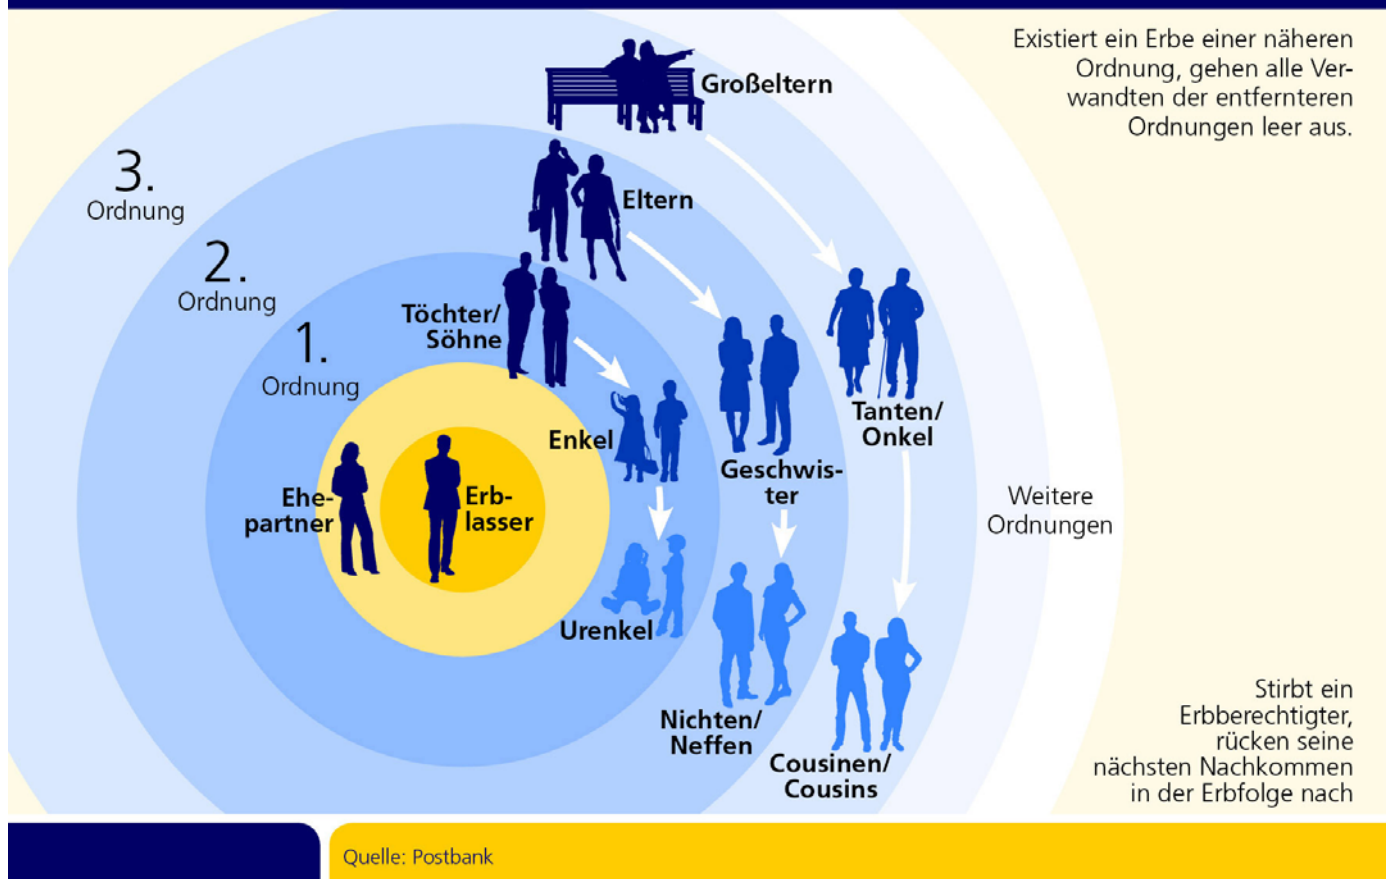 Existiert ein Erbe einer näheren
Ordnung, gehen alle Ver-
wandten der entfernteren
Ordnungen leer aus.
Großeltern
3.
Ordnung
Eltern
2.
Ordnung
Töchter/
Söhne
1.
Ordnung
Tanten/
Onkel
Enkel
Geschwis-
ter
Ehe-
partner
Erb-
lasser
Weitere
Ordnungen
Urenkel
Nichten/
Neffen
Cousinen/
Cousins
Stirbt ein
Erbberechtigter,
rücken seine
nächsten Nachkommen
in der Erbfolge nach
Quelle: Postbank